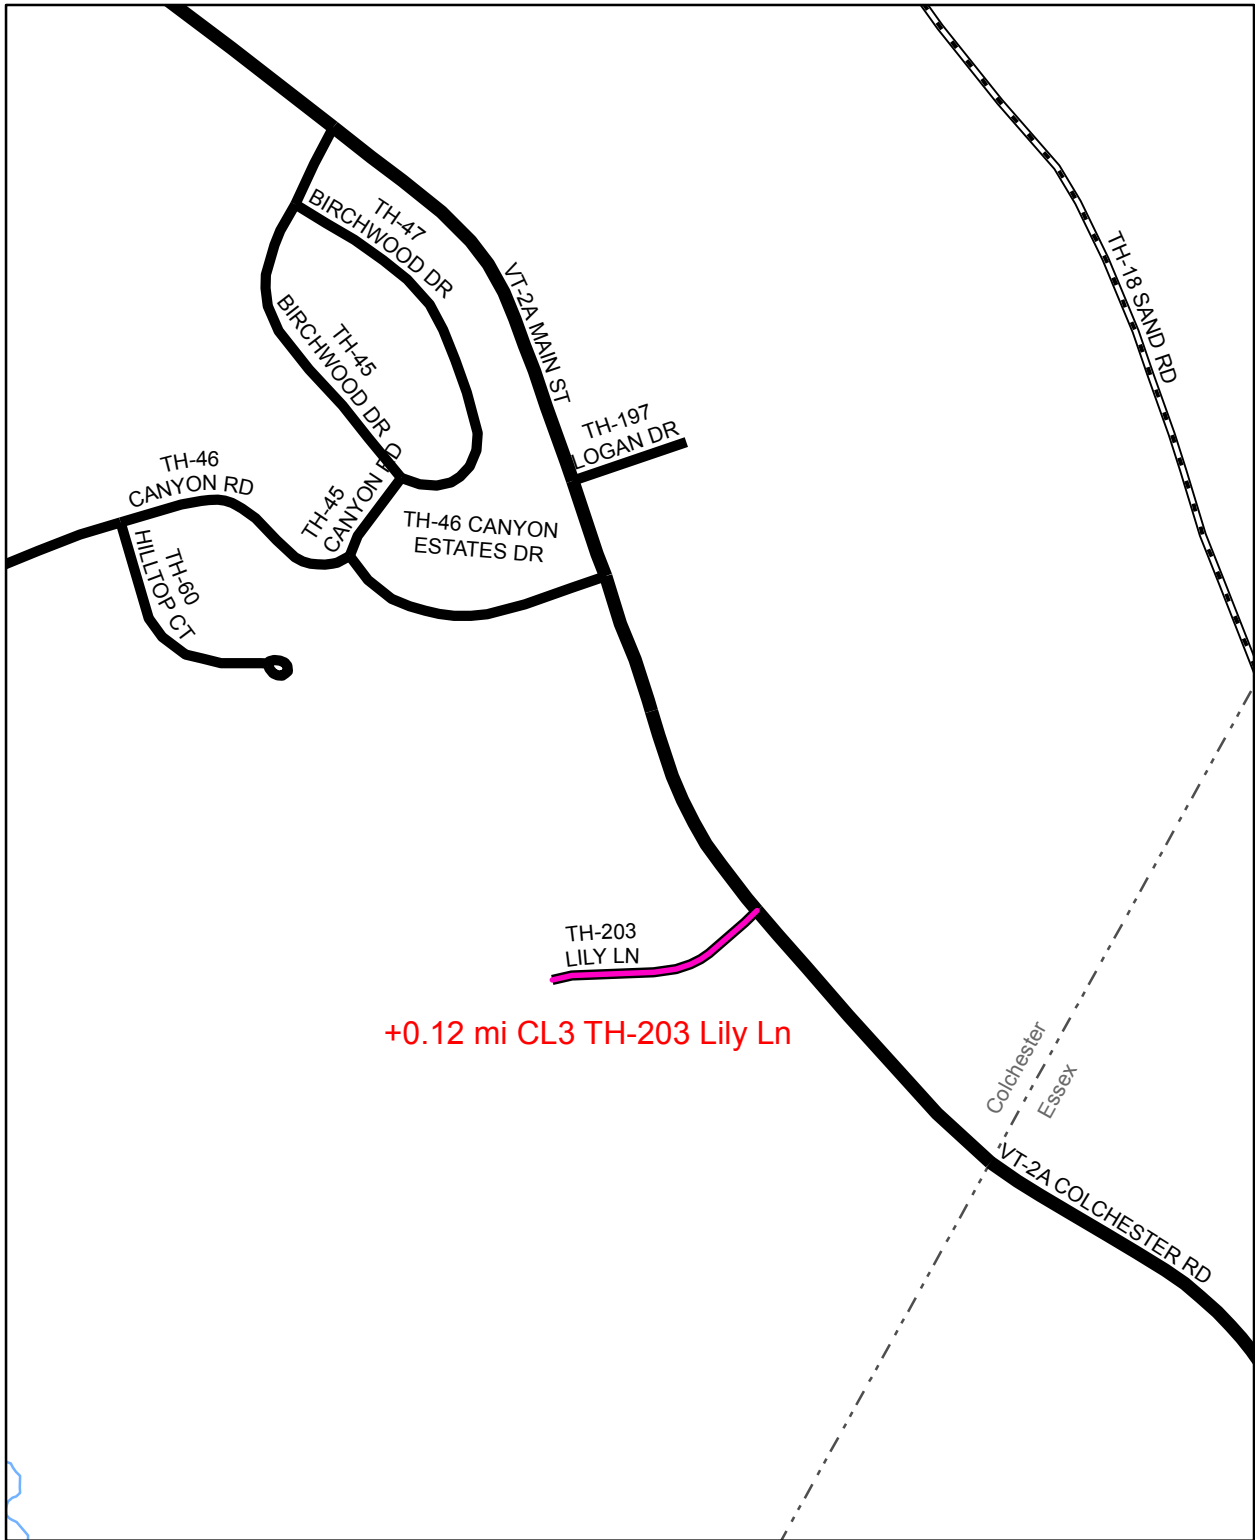 TH-47
BIRCHWOOD DR
VT-2A MAIN ST
TH-18 SAND RD
TH-45
BIRCHWOOD DR
TH-197
LOGAN DR
TH-46
CANYON RD
TH-45
CANYON RD
TH-46 CANYON
ESTATES DR
TH-60
HILLTOP CT
TH-203
LILY LN
+0.12 mi CL3 TH-203 Lily Ln
Colchester
Essex
VT-2A COLCHESTER RD